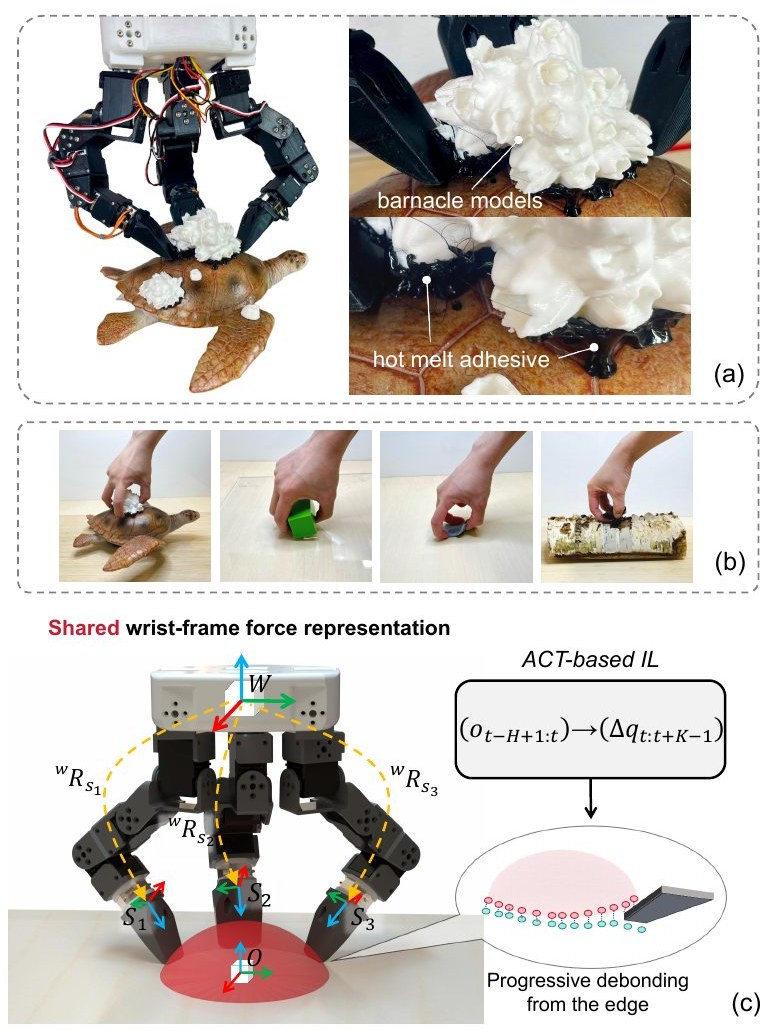 barnacle models
hot melt adhesive
(a)
(b)
Shared wrist-frame force representation
ACT-based IL
W
(o_{t−H+1:t})→(Δq_{t:t+K−1})
^wR_{s_1}
^wR_{s_2}
^wR_{s_3}
S_1
S_2
S_3
O
Progressive debonding
from the edge
(c)